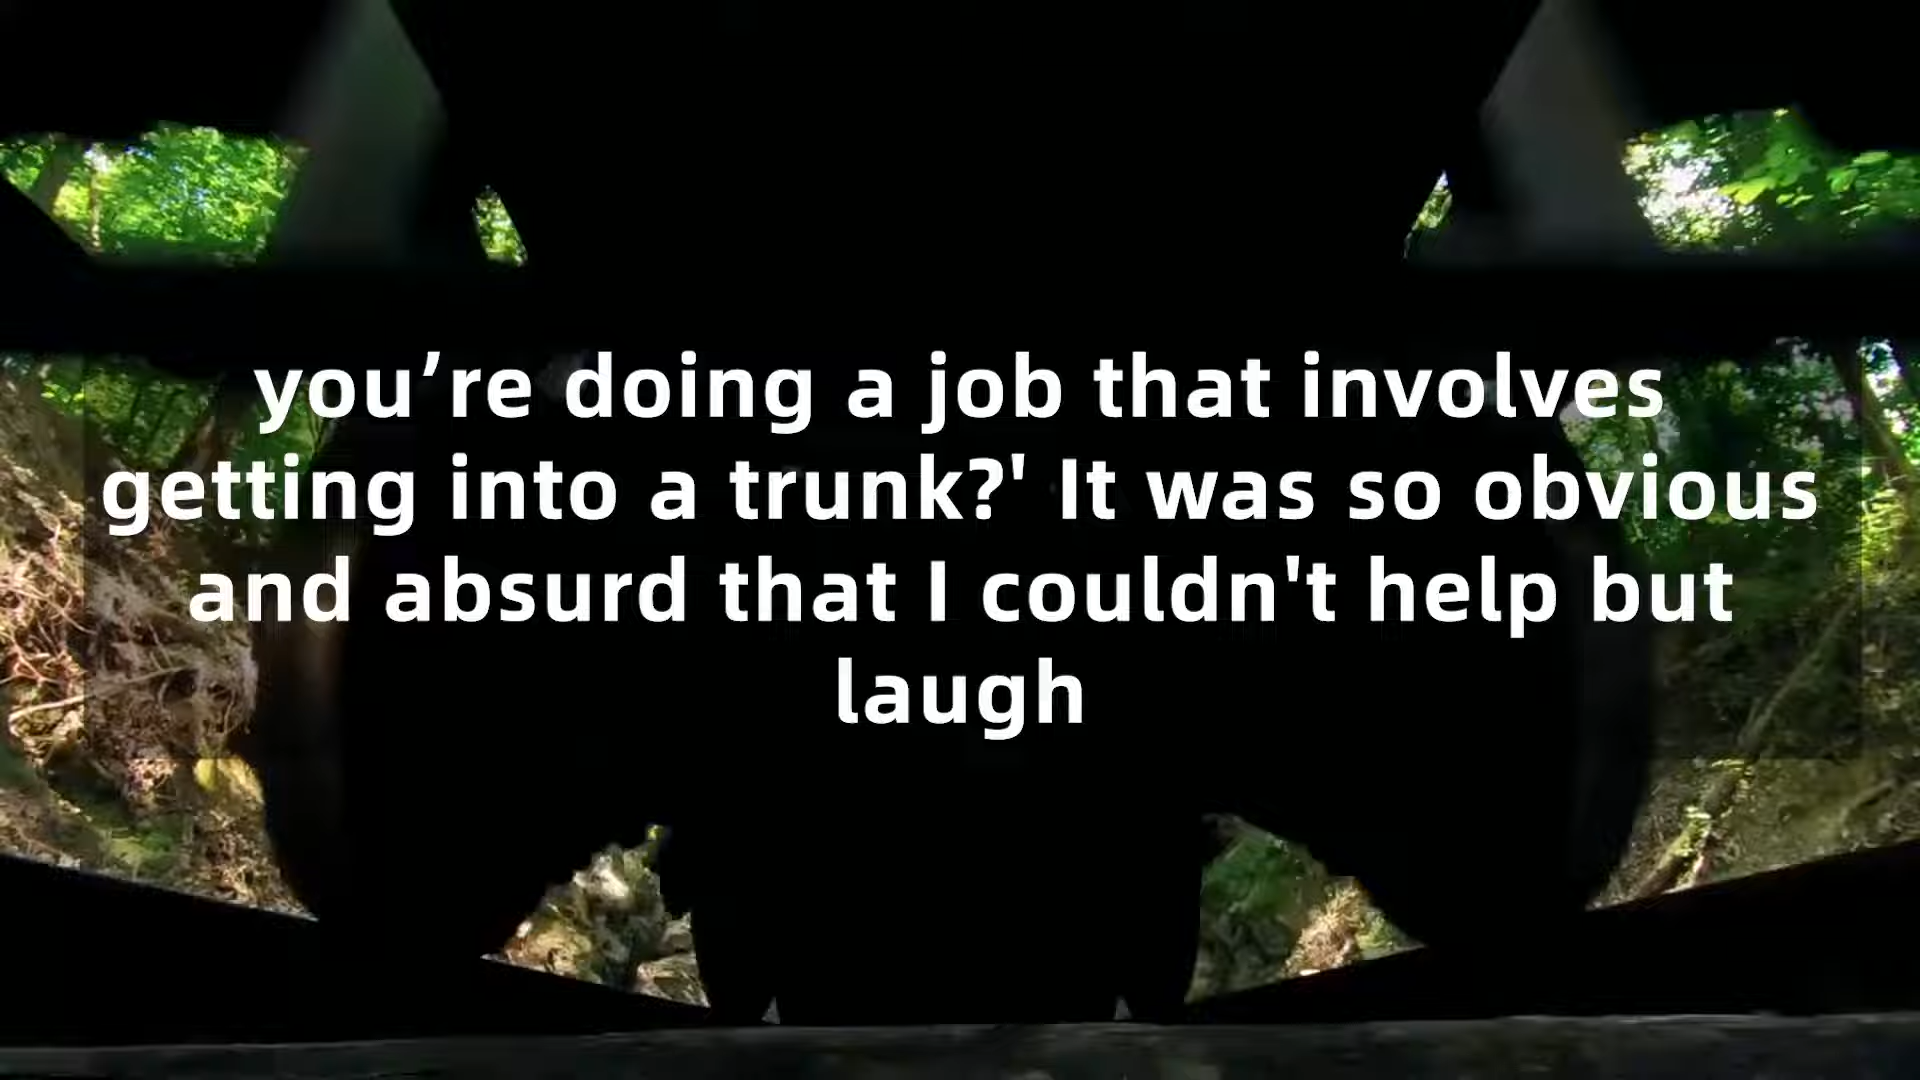 you’re doing a job that involves
getting into a trunk?' It was so obvious
and absurd that I couldn't help but
laugh